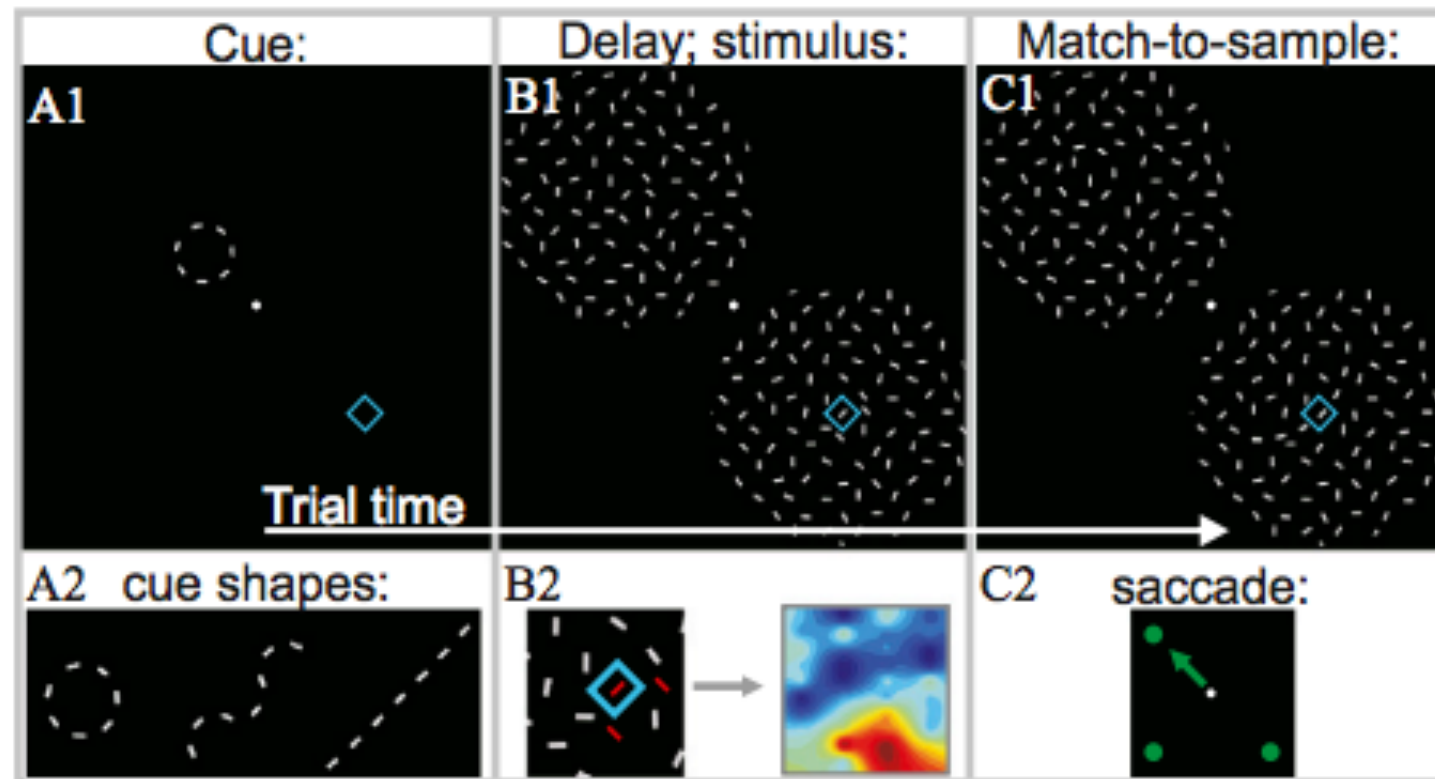 Cue:
Delay; stimulus:
Match-to-sample:
A1
B1
C1
Trial time
A2 cue shapes:
B2
C2 saccade: